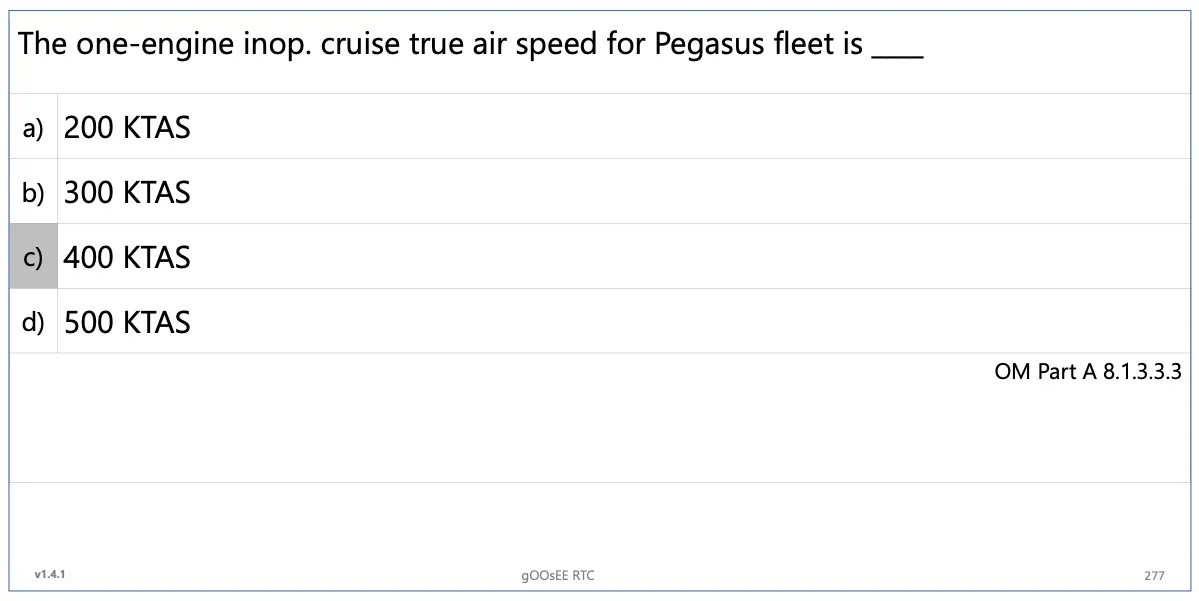 The one-engine inop. cruise true air speed for Pegasus fleet is ____
a) 200 KTAS
b) 300 KTAS
c) 400 KTAS
d) 500 KTAS
OM Part A 8.1.3.3.3
v1.4.1 gOOsEE RTC 277